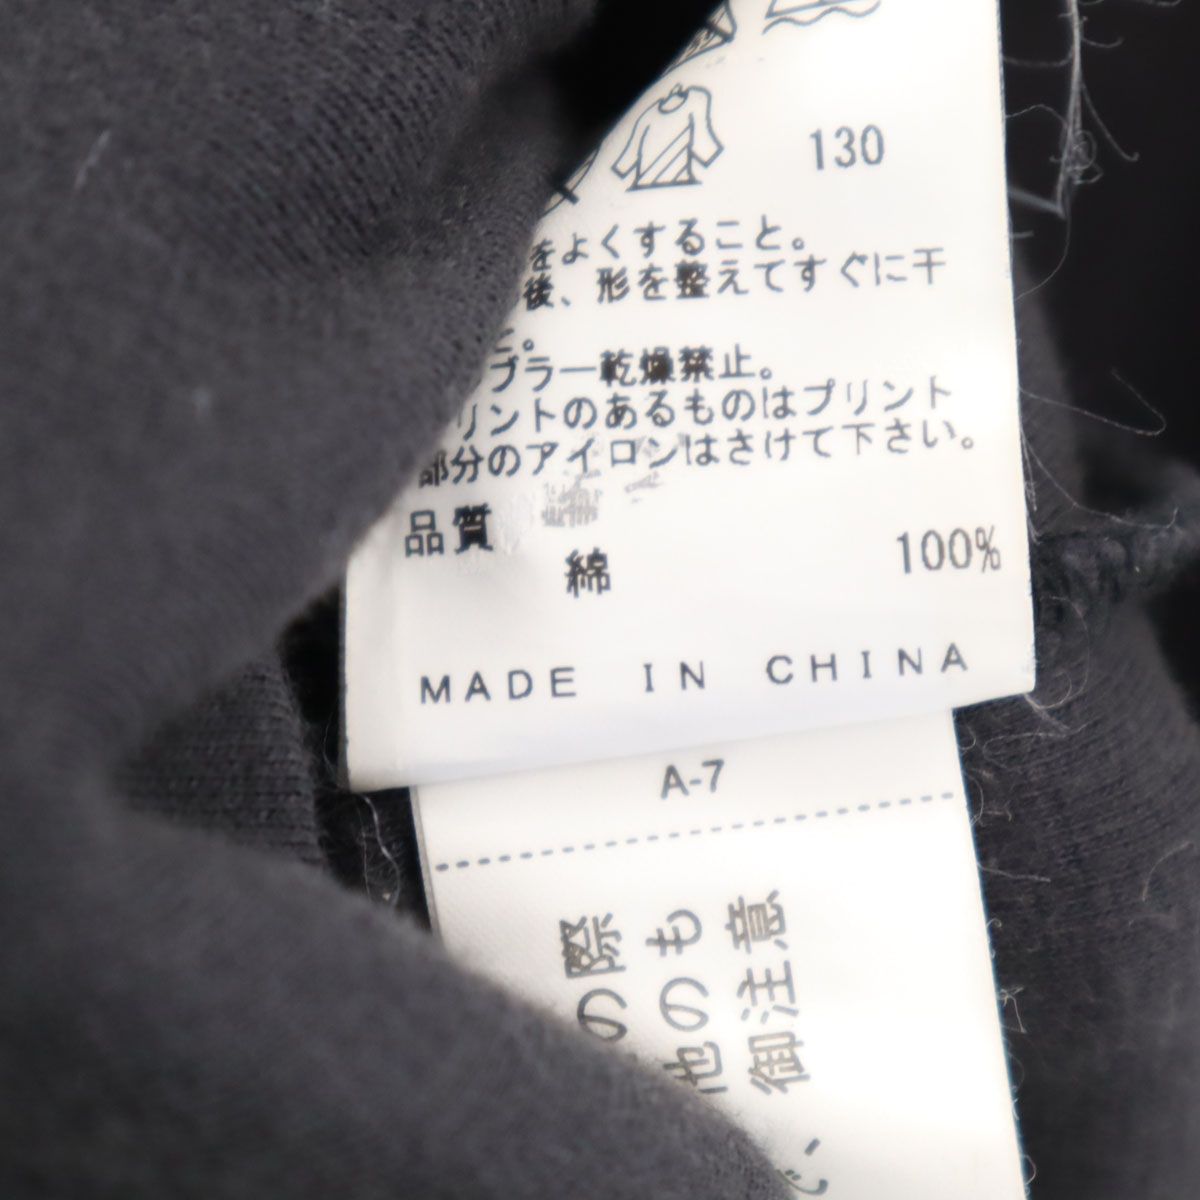 130
をよくすること。
後、形を整えてすぐに干
と。
ブラー乾燥禁止。
リントのあるものはプリント
部分のアイロンはさけて下さい。
品質
綿 100%
MADE IN CHINA
A-7
御注意
他のも
の際